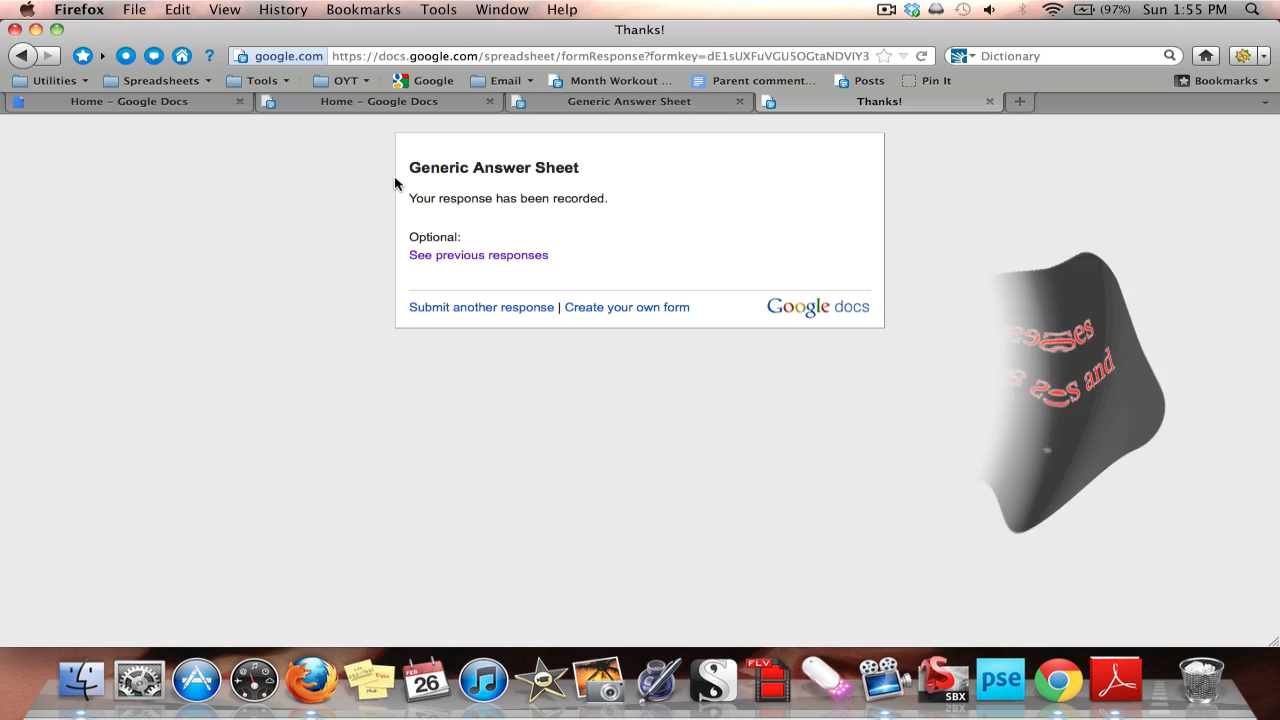 Firefox File Edit View History Bookmarks Tools Window Help (97%) Sun 1:55 PM
Thanks!
google.com https://docs.google.com/spreadsheet/formResponse?formkey=dE1sUXFuVGU5OGtaNDVIY3 Dictionary
Utilities Spreadsheets Tools OYT Google Email Month Workout ... Parent comment... Posts Pin It Bookmarks
Home – Google Docs Home – Google Docs Generic Answer Sheet Thanks!
Generic Answer Sheet
Your response has been recorded.
Optional:
See previous responses
Submit another response | Create your own form Google docs
and
FEB
26
S
FLV
S
SBX
pse